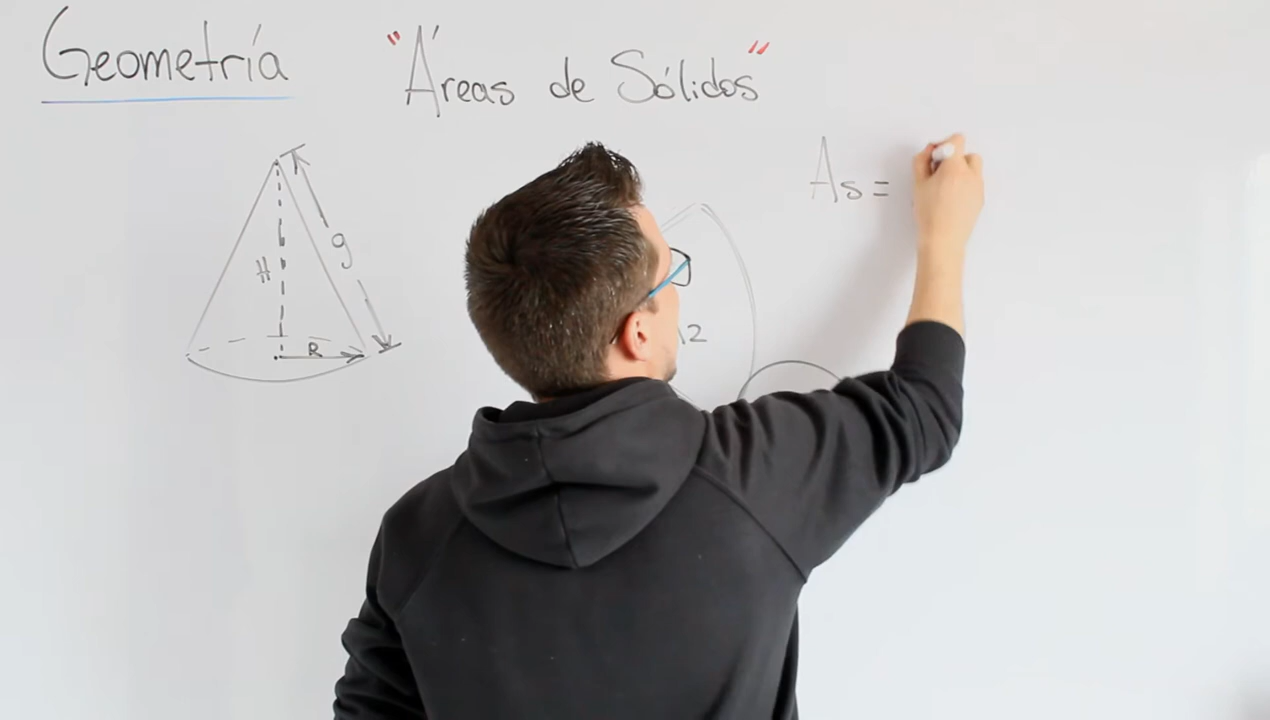 Geometría
"Áreas de Sólidos"
As =
g
H
R